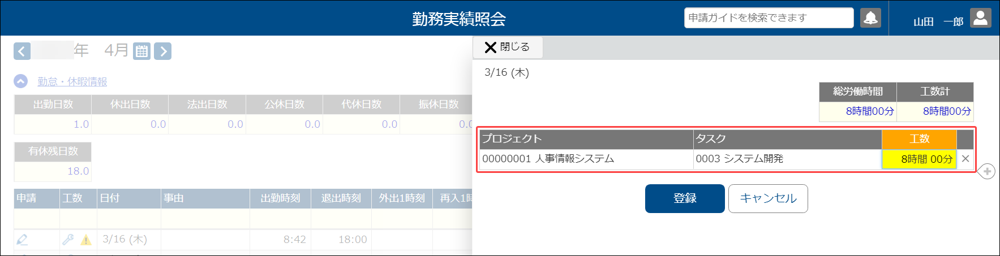 勤務実績照会
申請ガイドを検索できます
山田　一郎
年　4月
勤怠・休暇情報
出勤日数 休出日数 法出日数 公休日数 代休日数 振休日数
1.0 0.0 0.0 0.0 0.0 0.0
有休残日数
18.0
申請 工数 日付 事由 出勤時刻 退出時刻 外出1時刻 再入1時
3/16 (木) 8:42 18:00
閉じる
3/16 (木)
総労働時間 工数計
8時間00分 8時間00分
プロジェクト タスク 工数
00000001 人事情報システム 0003 システム開発 8時間 00分
登録 キャンセル